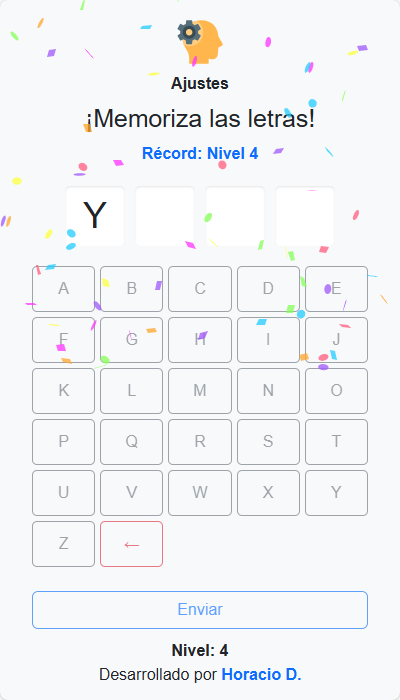 Ajustes
¡Memoriza las letras!
Récord: Nivel 4
Y
A B C D E
F G H I J
K L M N O
P Q R S T
U V W X Y
Z ←
Enviar
Nivel: 4
Desarrollado por Horacio D.